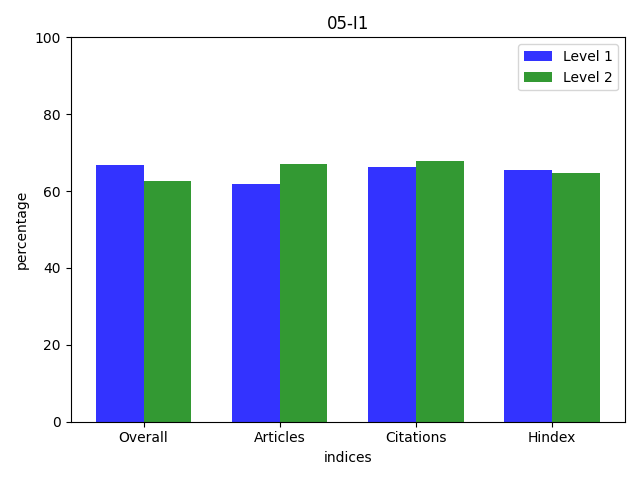 05-I1
100
80
60
40
20
0
percentage
Level 1
Level 2
Overall
Articles
Citations
Hindex
indices